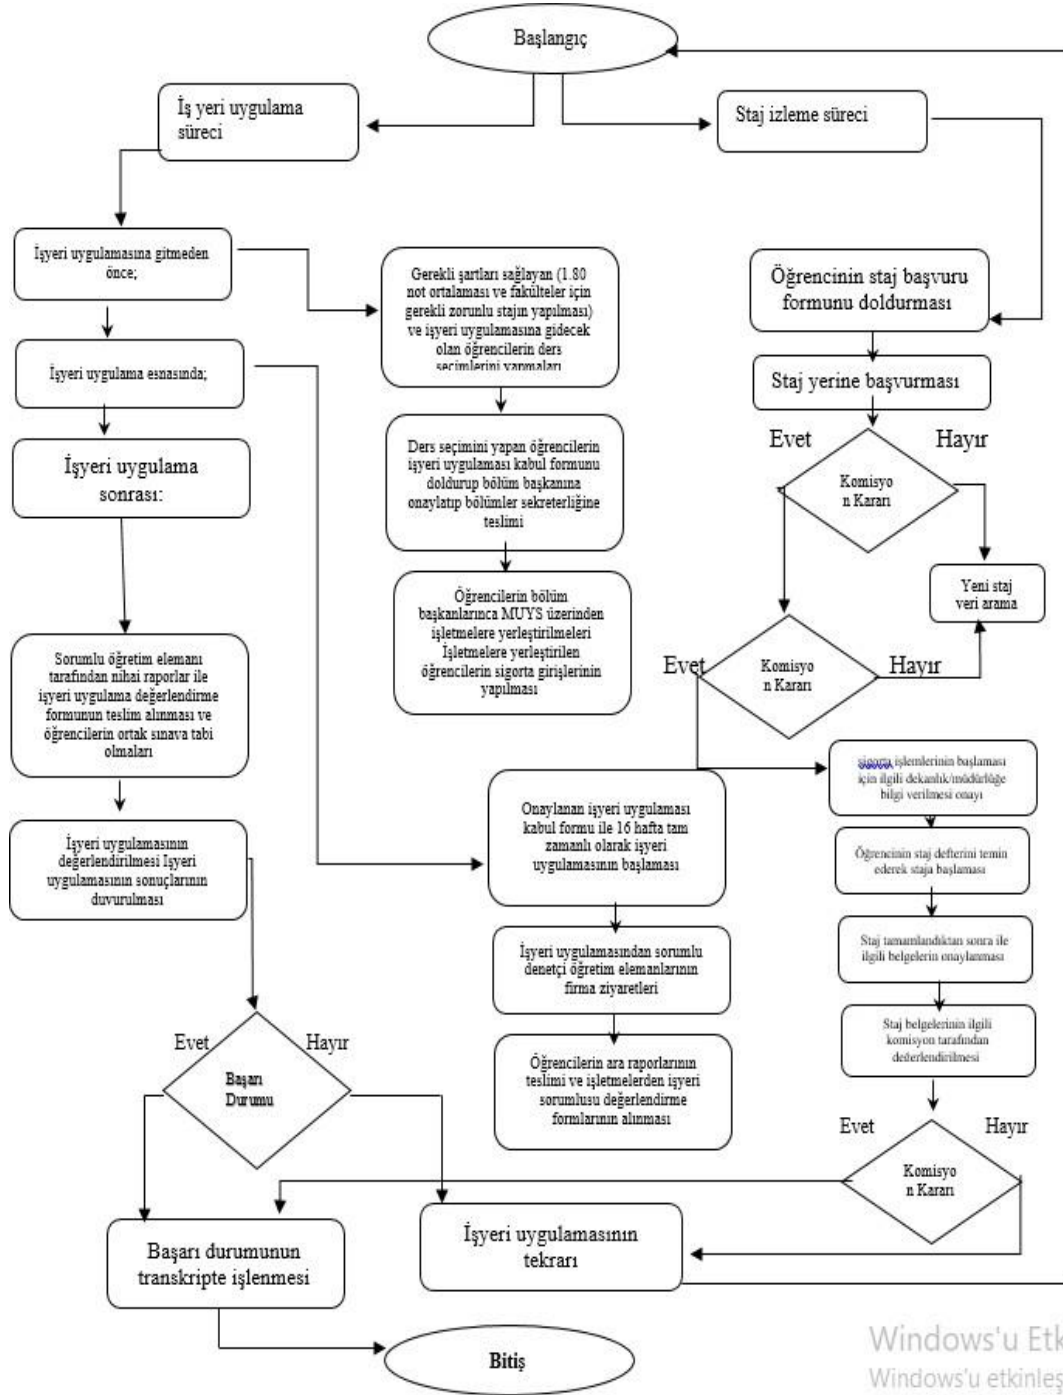 Başlangıç
İş yeri uygulama
süreci
Staj izleme süreci
İşyeri uygulamasına gitmeden
önce;
Gerekli şartları sağlayan (1.80
not ortalaması ve fakülteler için
gerekli zorunlu stajın yapılması)
ve işyeri uygulamasına gidecek
olan öğrencilerin ders
seçimlerini yapmaları
Öğrencinin staj başvuru
formunu doldurması
İşyeri uygulama esnasında;
Staj yerine başvurması
Evet
Hayır
Komisyo
n Kararı
İşyeri uygulama
sonrası:
Ders seçimini yapan öğrencilerin
işyeri uygulaması kabul formunu
doldurup bölüm başkanına
onaylatıp bölümler sekreterliğine
teslimi
Yeni staj
yeri arama
Öğrencilerin bölüm
başkanlarınca MUYS üzerinden
işletmelere yerleştirilmeleri
İşletmelere yerleştirilen
öğrencilerin sigorta girişlerinin
yapılması
Evet
Hayır
Komisyo
n Kararı
Sorumlu öğretim elemanı
tarafından nihai raporlar ile
işyeri uygulama değerlendirme
formunun teslim alınması ve
öğrencilerin ortak sınava tabi
olmaları
sigorta işlemlerinin başlaması
için ilgili dekanlık/müdürlüğe
bilgi verilmesi onayı
Onaylanan işyeri uygulaması
kabul formu ile 16 hafta tam
zamanlı olarak işyeri
uygulamasının başlaması
İşyeri uygulamasının
değerlendirilmesi İşyeri
uygulamasının sonuçlarının
duyurulması
Öğrencinin staj defterini temin
ederek staja başlaması
Staj tamamlandıktan sonra ile
ilgili belgelerin onaylanması
İşyeri uygulamasından sorumlu
denetçi öğretim elemanlarının
firma ziyaretleri
Staj belgelerinin ilgili
komisyon tarafından
değerlendirilmesi
Evet
Hayır
Başarı
Durumu
Öğrencilerin ara raporlarının
teslimi ve işletmelerden işyeri
sorumlusu değerlendirme
formlarının alınması
Evet
Hayır
Komisyo
n Kararı
Başarı durumunun
transkripte işlenmesi
İşyeri uygulamasının
tekrarı
Bitiş
Windows'u Etk
Windows'u etkinleş